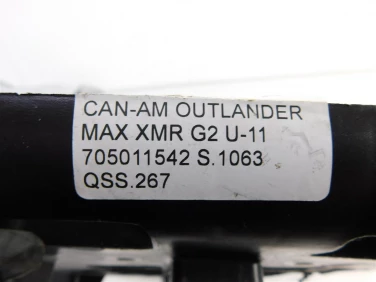 CAN-AM OUTLANDER
MAX XMR G2 U-11
705011542 S.1063
QSS.267